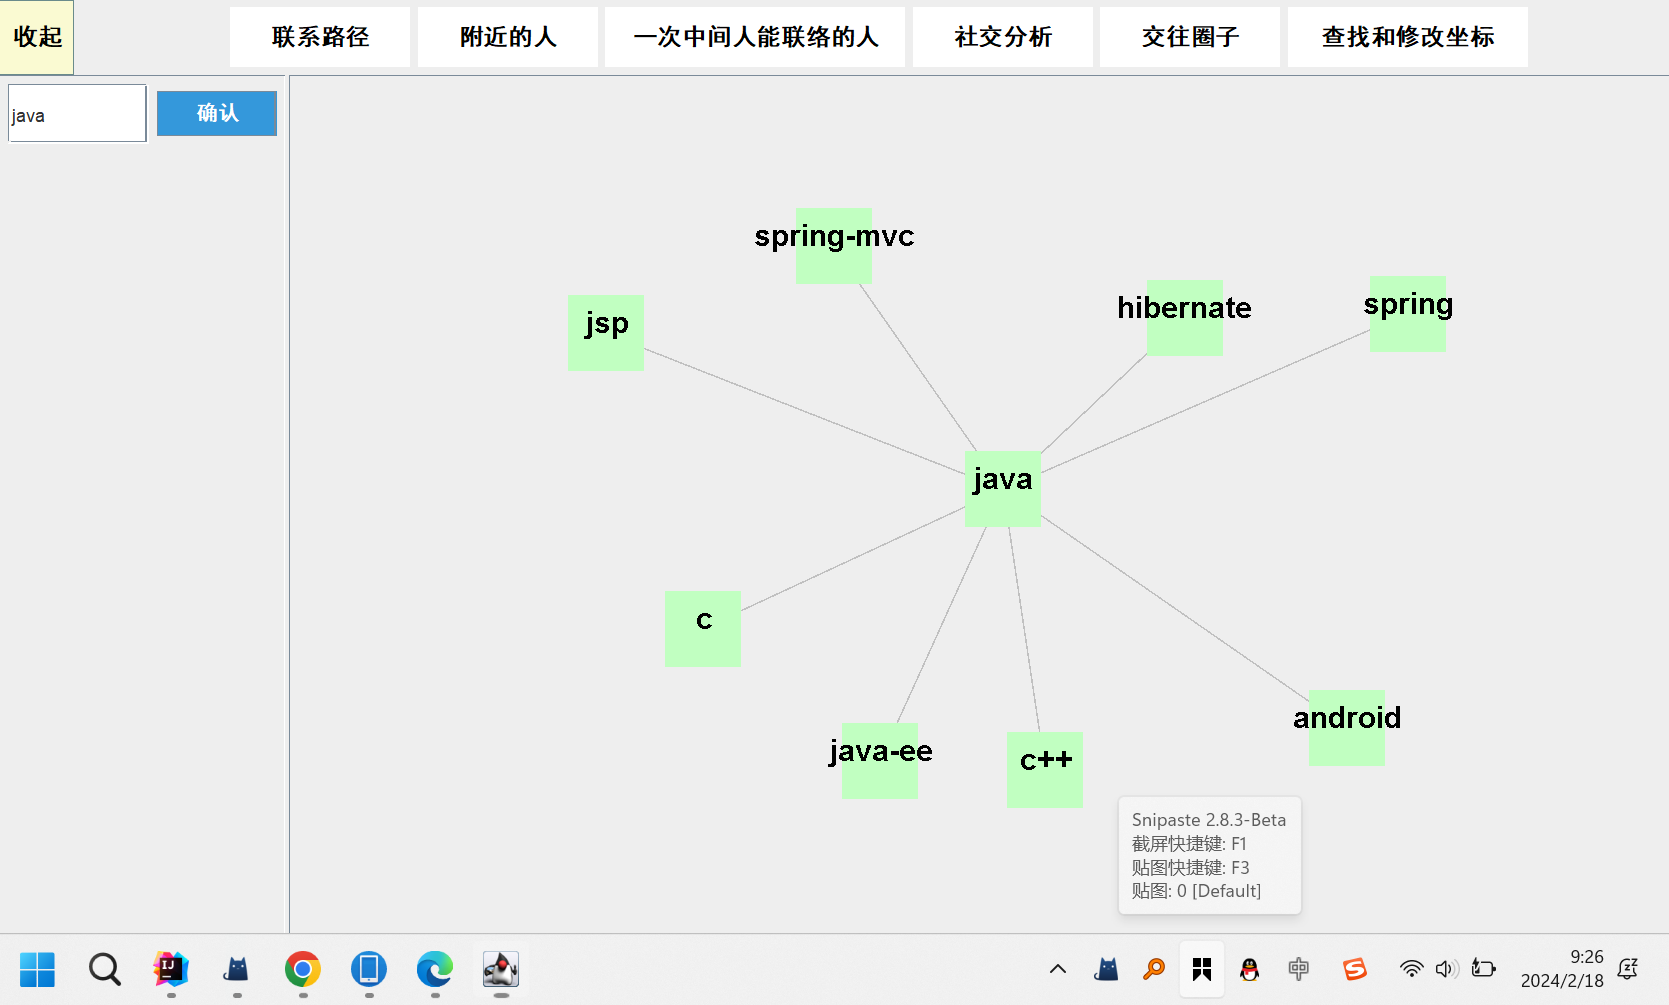 收起
联系路径
附近的人
一次中间人能联络的人
社交分析
交往圈子
查找和修改坐标
java
确认
spring-mvc
hibernate
spring
jsp
java
c
java-ee
c++
android
Snipaste 2.8.3-Beta
截屏快捷键: F1
贴图快捷键: F3
贴图: 0 [Default]
IJ
中
S
9:26
2024/2/18